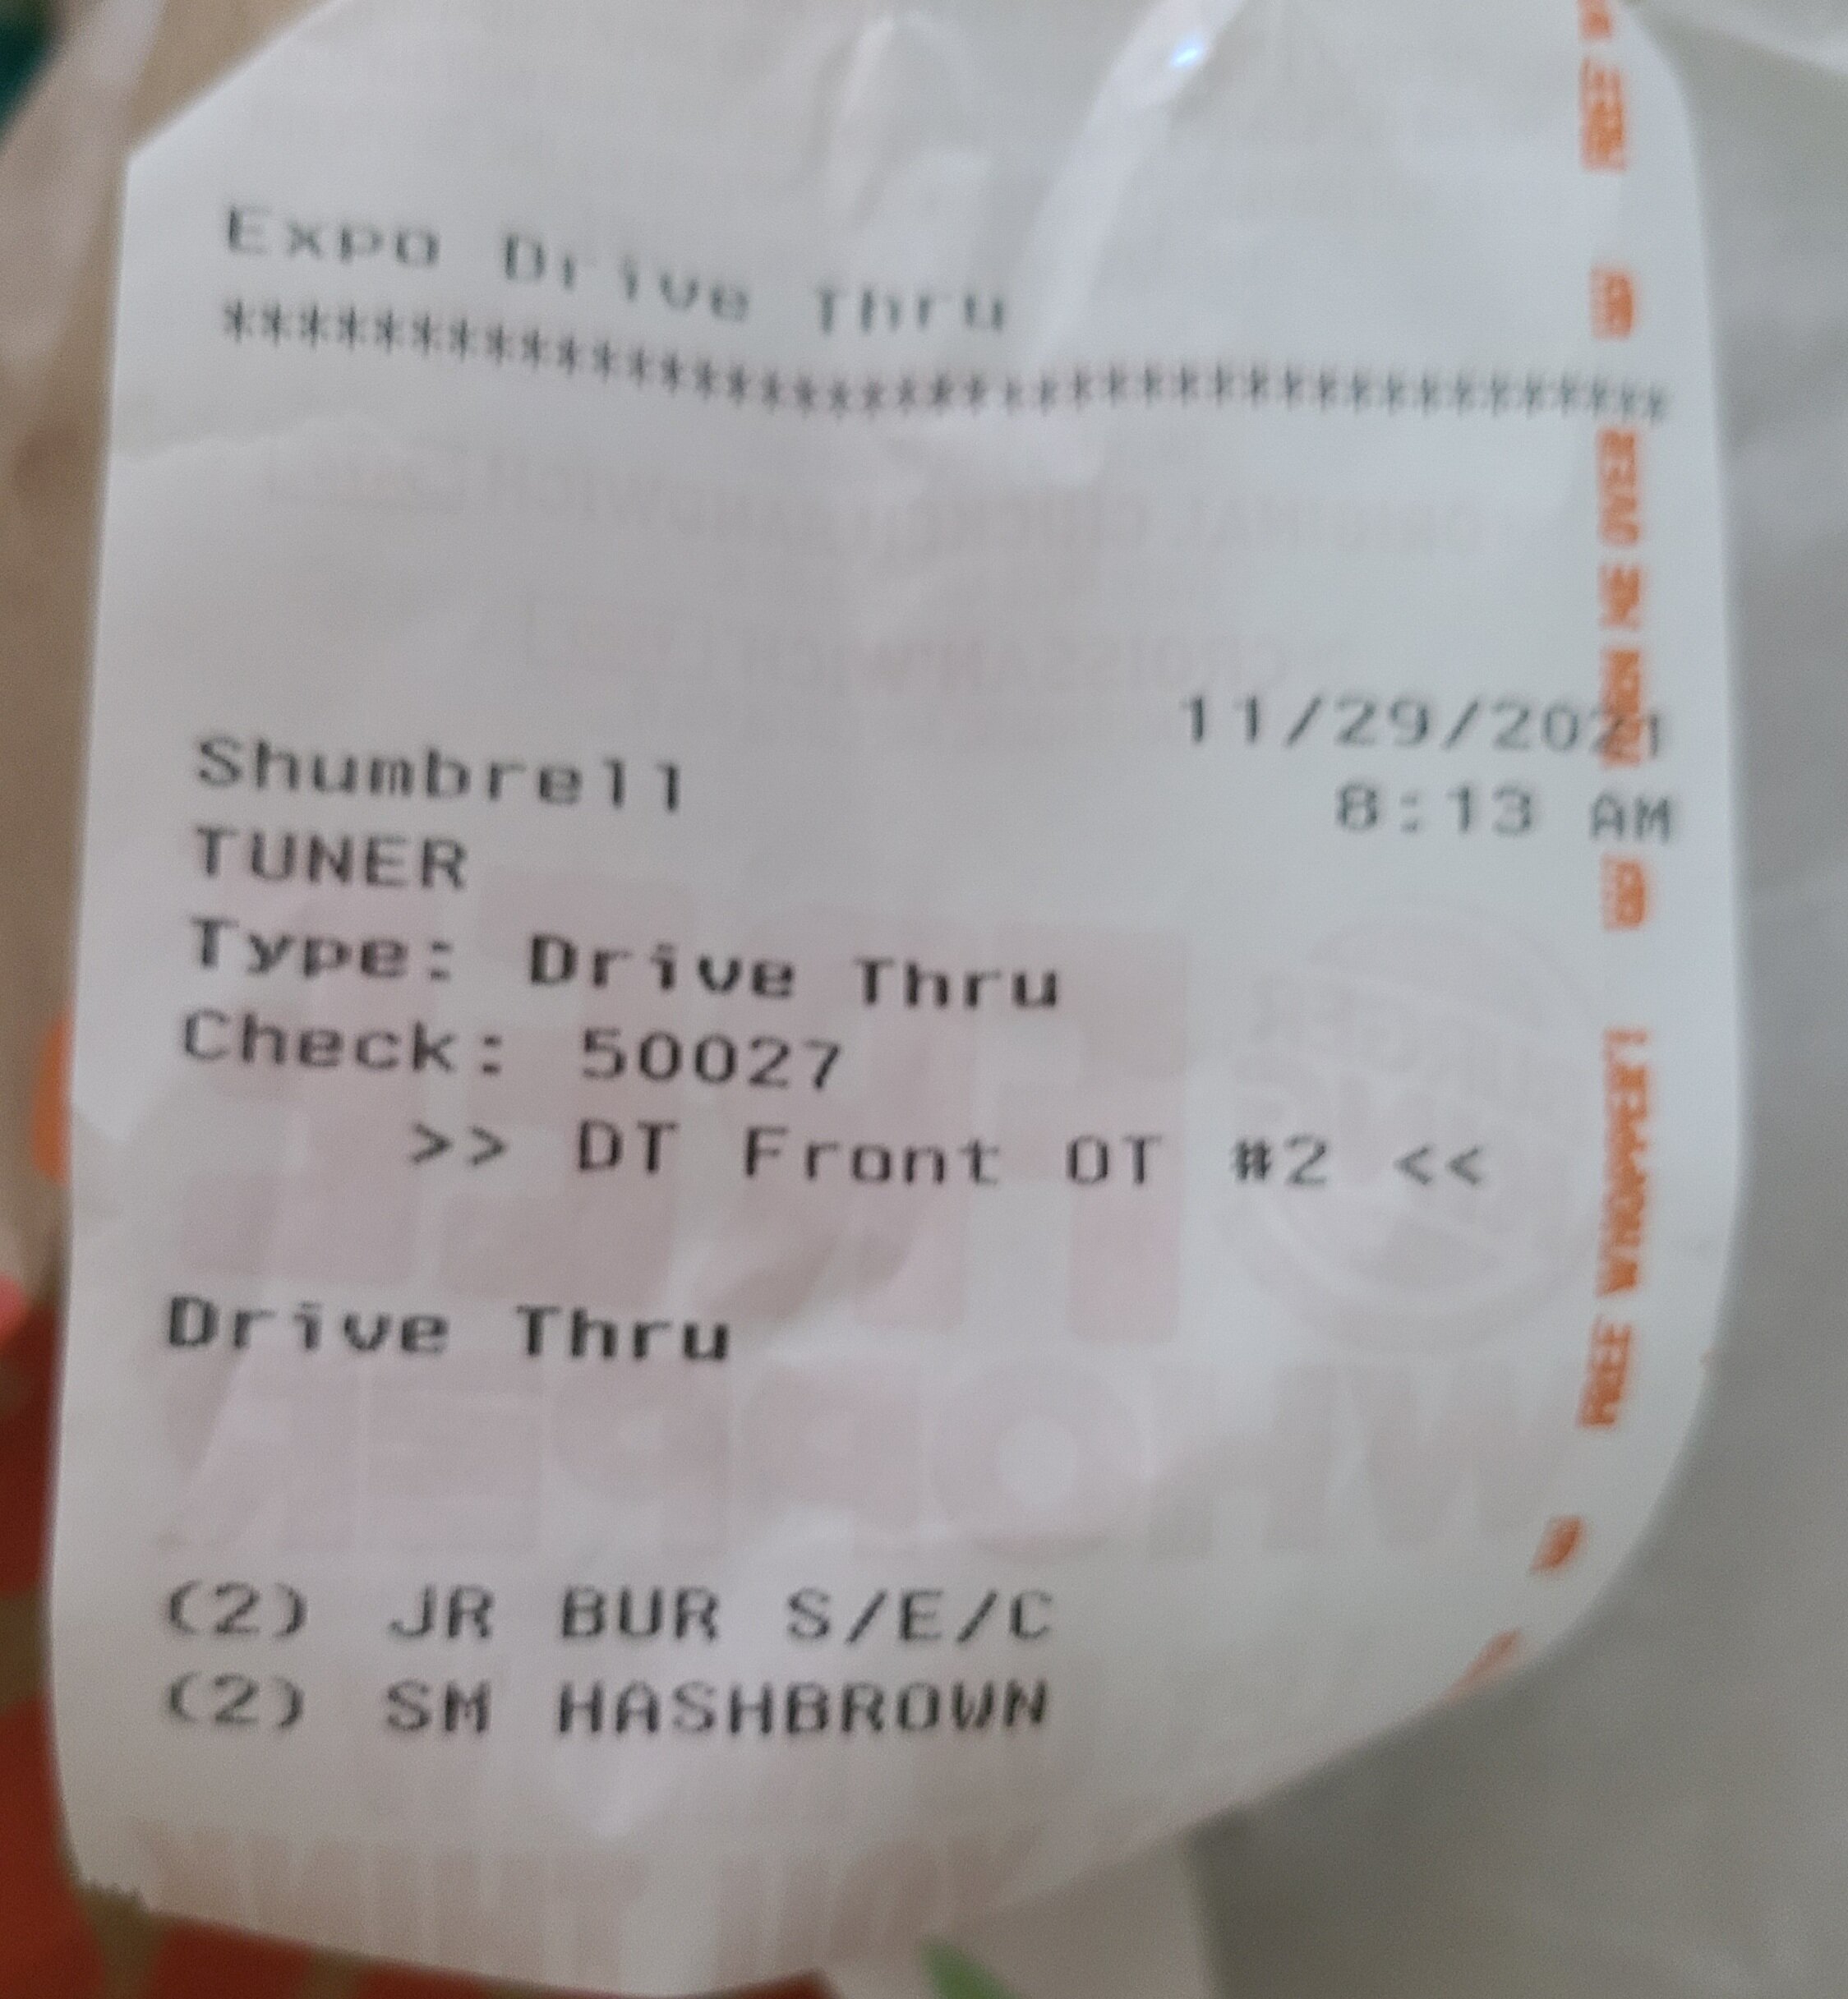 Expo Drive Thru
****************************************
11/29/2021
Shumbrell
8:13 AM
TUNER
Type: Drive Thru
Check: 50027
>> DT Front OT #2 <<
Drive Thru
(2) JR BUR S/E/C
(2) SM HASHBROWN